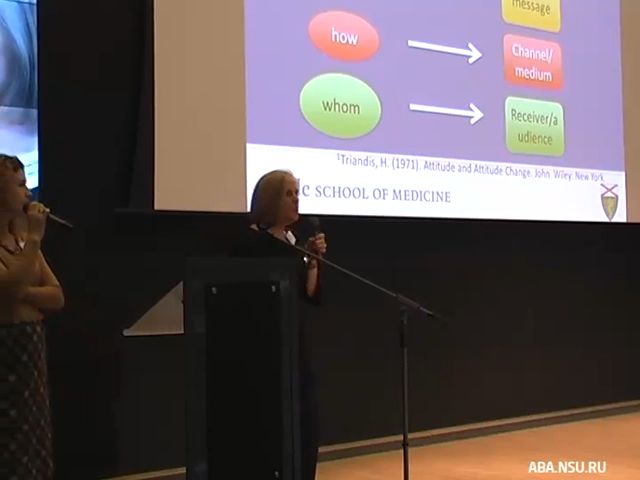 message
how
Channel/
medium
whom
Receiver/a
udience
¹Triandis, H. (1971). Attitude and Attitude Change. John Wiley: New York.
C SCHOOL OF MEDICINE
ABA.NSU.RU